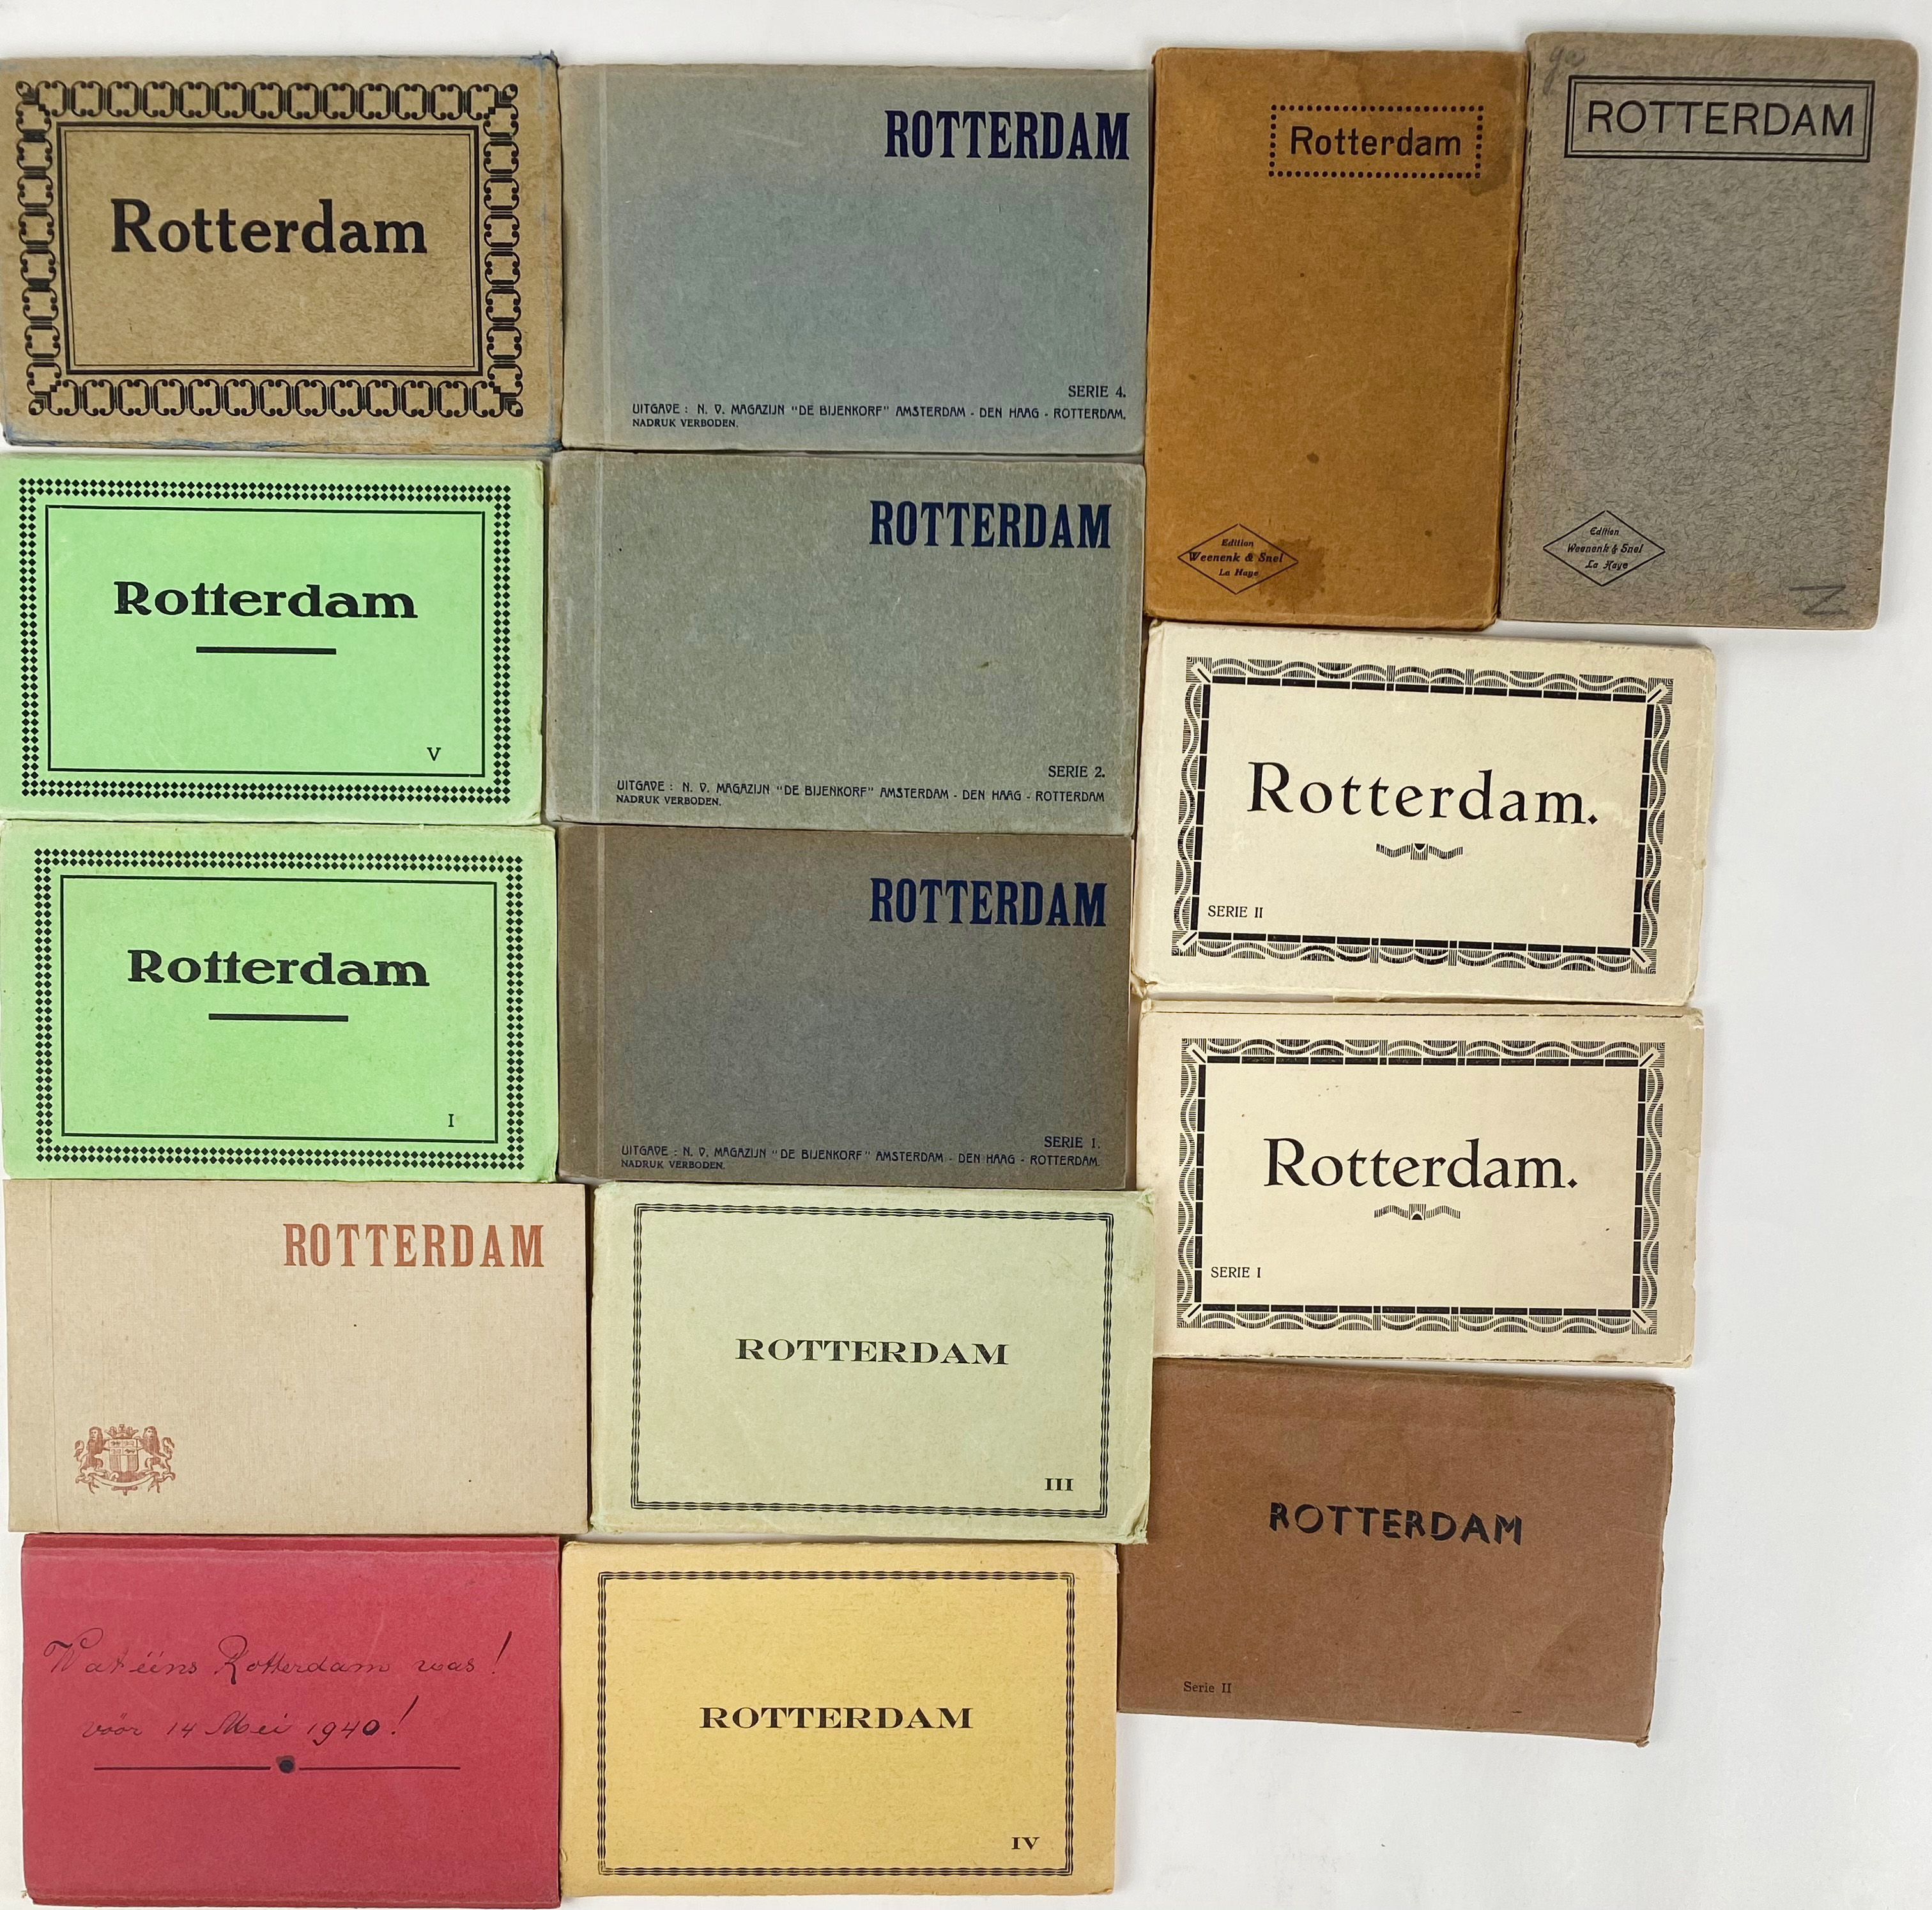 Rotterdam
Rotterdam
V
Rotterdam
I
ROTTERDAM
Wat ééns Rotterdam was!
vóór 14 Mei 1940!
ROTTERDAM
SERIE 4.
UITGAVE : N. V. MAGAZIJN "DE BIJENKORF" AMSTERDAM - DEN HAAG - ROTTERDAM.
NADRUK VERBODEN.
ROTTERDAM
SERIE 2.
UITGAVE : N. V. MAGAZIJN "DE BIJENKORF" AMSTERDAM - DEN HAAG - ROTTERDAM
NADRUK VERBODEN.
ROTTERDAM
SERIE 1.
UITGAVE : N. V. MAGAZIJN "DE BIJENKORF" AMSTERDAM - DEN HAAG - ROTTERDAM
NADRUK VERBODEN.
ROTTERDAM
III
ROTTERDAM
IV
Rotterdam
Edition
Weenenk & Snel
La Haye
ROTTERDAM
Edition
Weenenk & Snel
La Haye
Rotterdam.
SERIE II
Rotterdam.
SERIE I
ROTTERDAM
Serie II